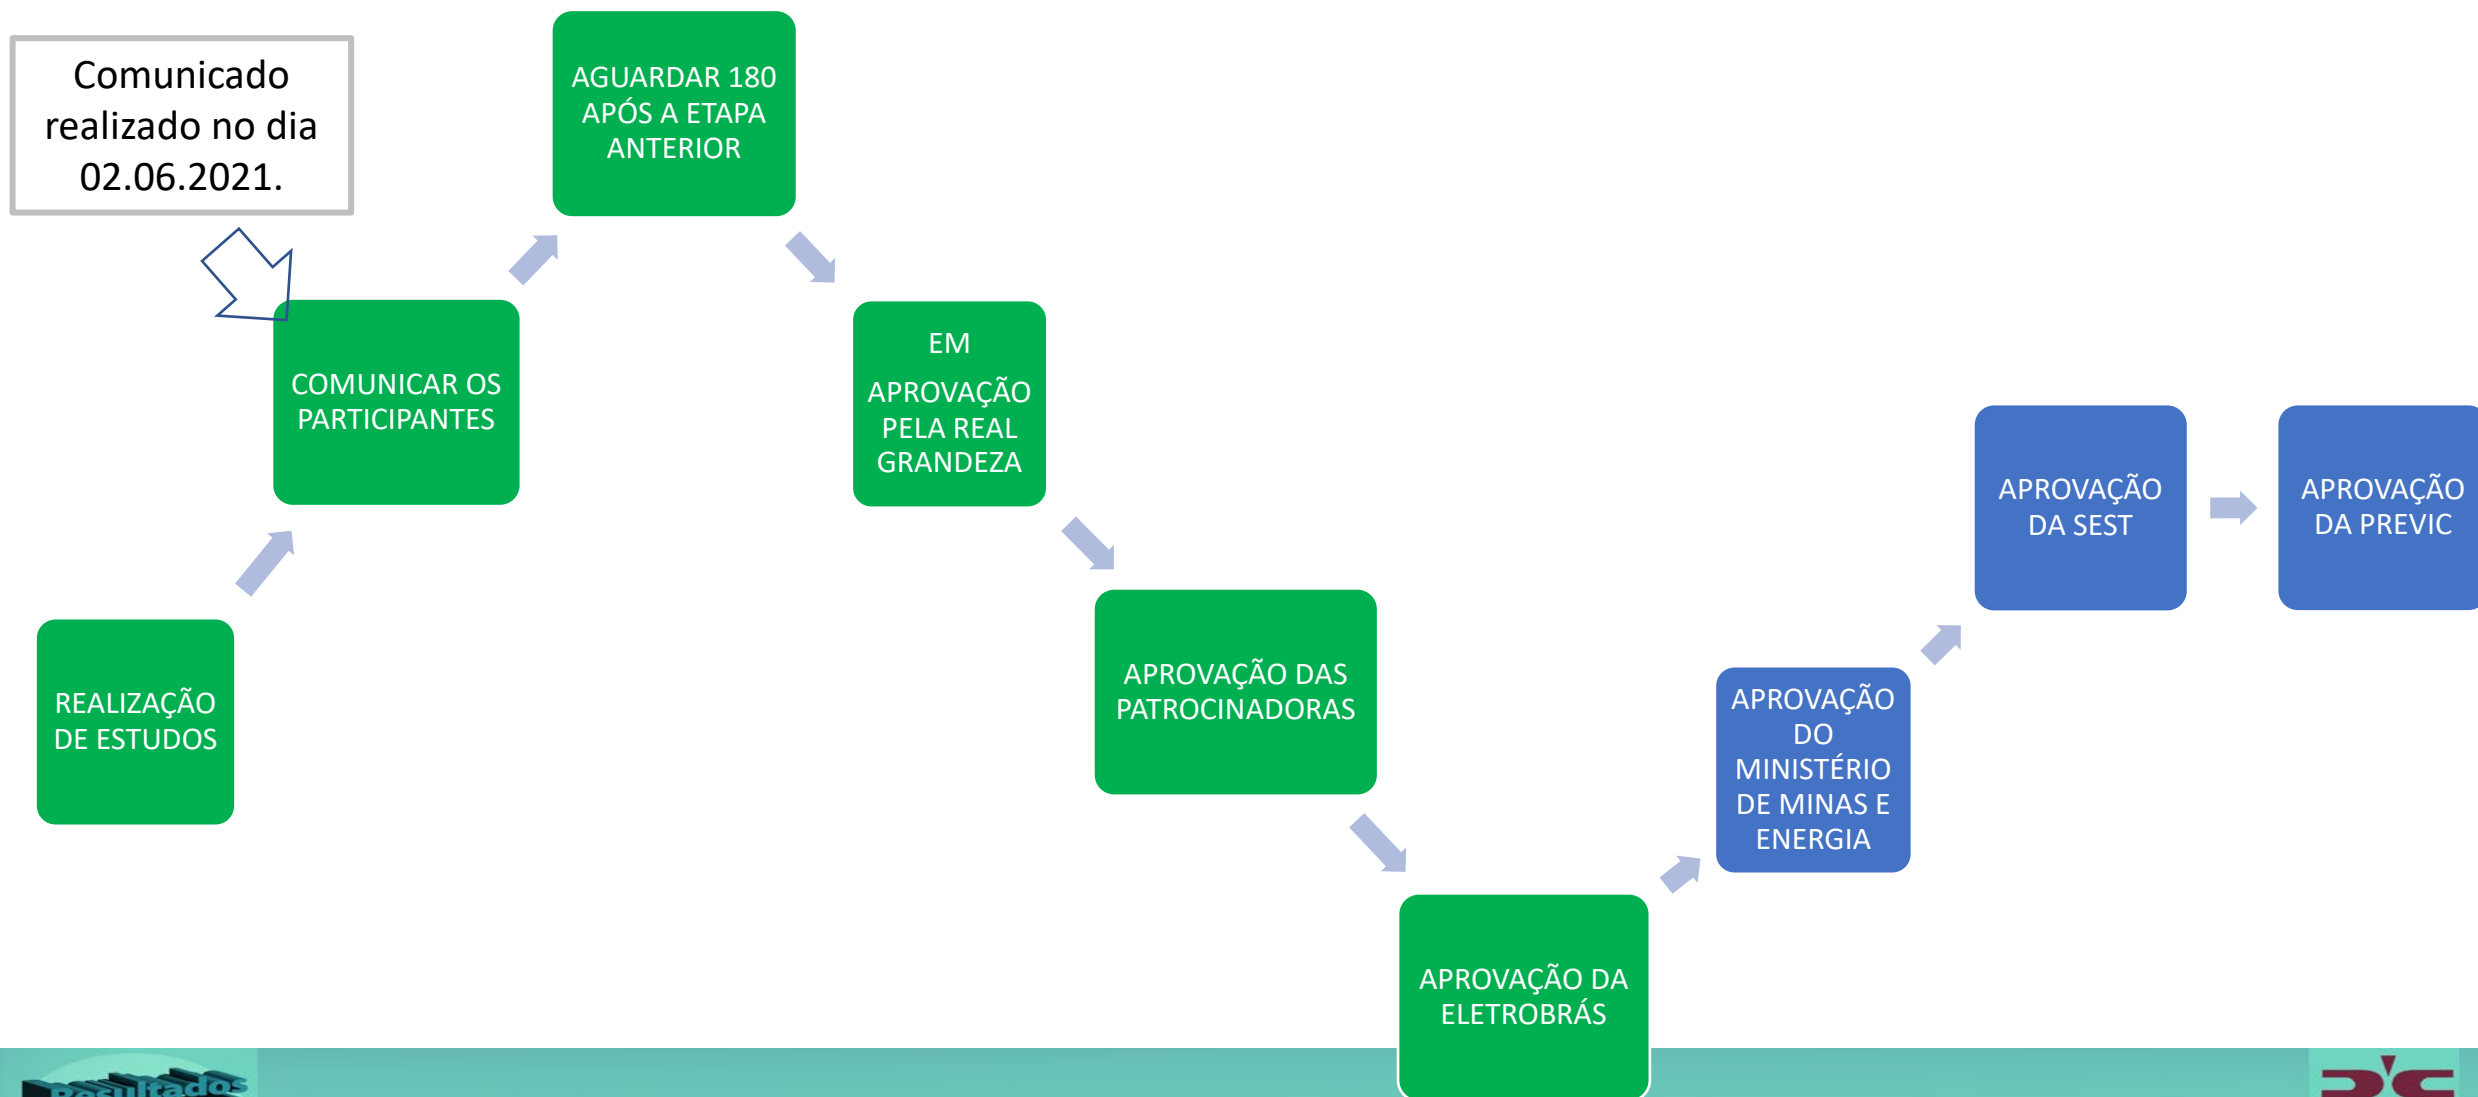 Comunicado
realizado no dia
02.06.2021.
AGUARDAR 180
APÓS A ETAPA
ANTERIOR
COMUNICAR OS
PARTICIPANTES
REALIZAÇÃO
DE ESTUDOS
EM
APROVAÇÃO
PELA REAL
GRANDEZA
APROVAÇÃO DAS
PATROCINADORAS
APROVAÇÃO DA
ELETROBRÁS
APROVAÇÃO
DO
MINISTÉRIO
DE MINAS E
ENERGIA
APROVAÇÃO
DA SEST
APROVAÇÃO
DA PREVIC
Resultados